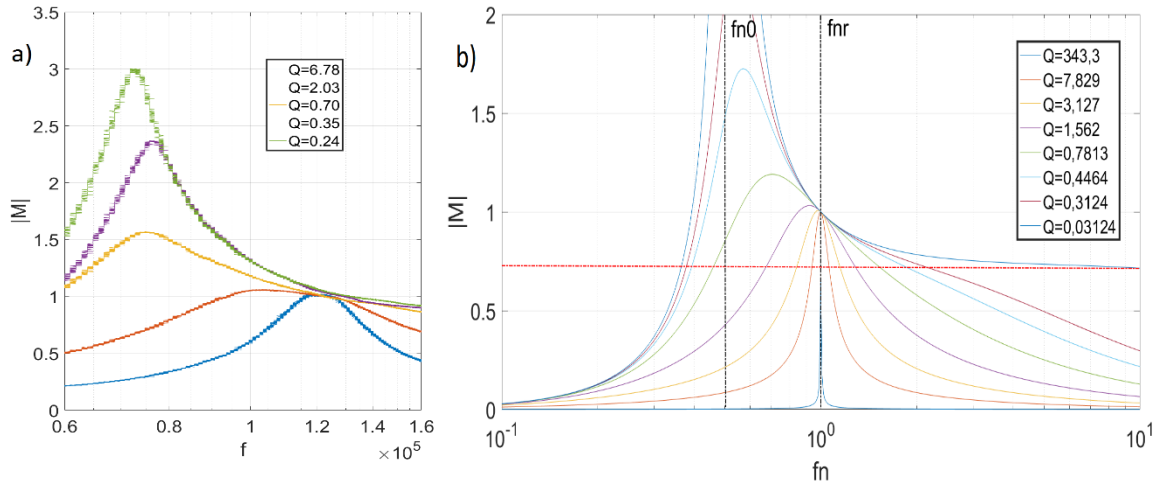 a)
3.5
3
2.5
2
1.5
1
0.5
0
|M|
0.6
0.8
1
1.2
1.4
1.6
f
×10⁵
Q=6.78
Q=2.03
Q=0.70
Q=0.35
Q=0.24
b)
2
1.5
1
0.5
0
|M|
10⁻¹
10⁰
10¹
fn
fn0
fnr
Q=343,3
Q=7,829
Q=3,127
Q=1,562
Q=0,7813
Q=0,4464
Q=0,3124
Q=0,03124